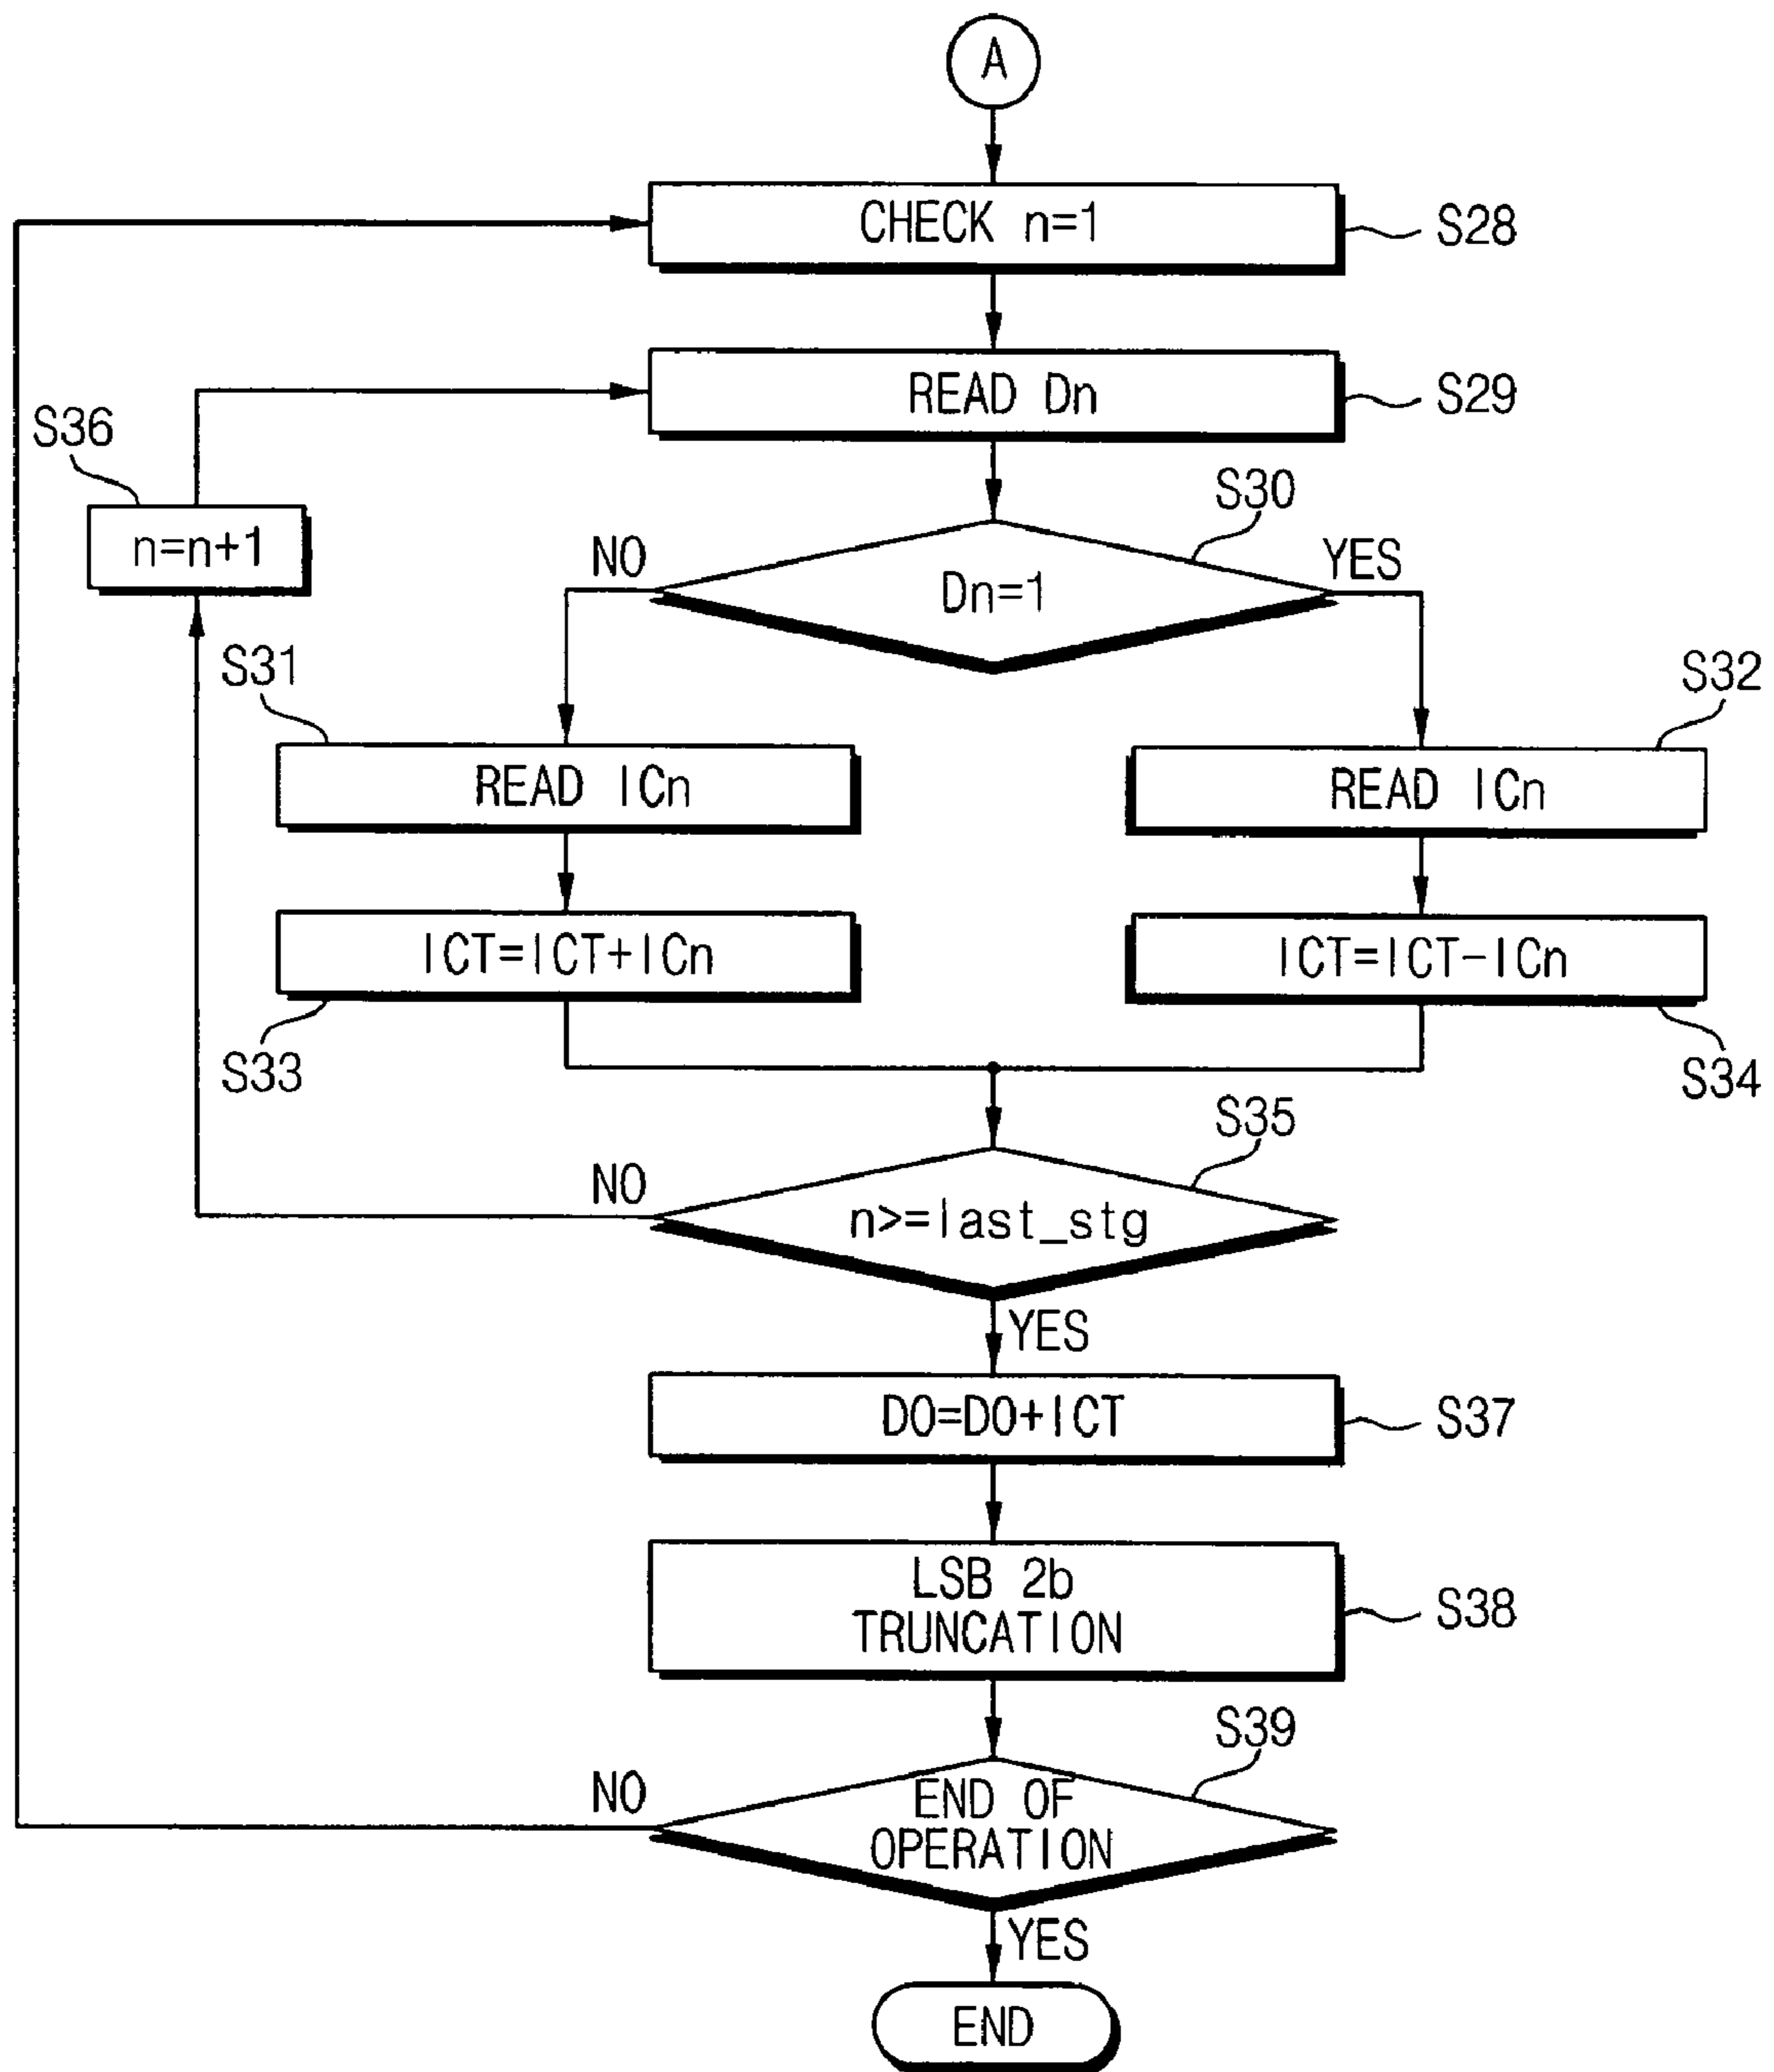 A
CHECK n=1
S28
READ Dn
S29
S36
n=n+1
S30
NO
YES
Dn=1
S31
S32
READ ICn
READ ICn
ICT=ICT+ICn
ICT=ICT-ICn
S33
S34
S35
NO
n>=last_stg
YES
DO=DO+ICT
S37
LSB 2b
TRUNCATION
S38
S39
NO
END OF
OPERATION
YES
END